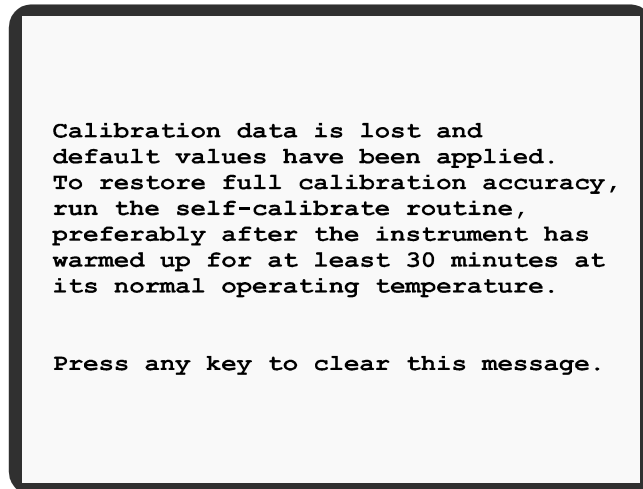 Calibration data is lost and
default values have been applied.
To restore full calibration accuracy,
run the self-calibrate routine,
preferably after the instrument has
warmed up for at least 30 minutes at
its normal operating temperature.
Press any key to clear this message.